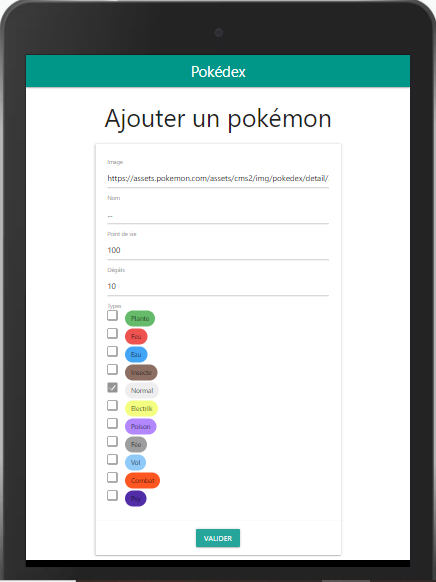 Pokédex
Ajouter un pokémon
Image
https://assets.pokemon.com/assets/cms2/img/pokedex/detail/
Nom
...
Point de vie
100
Dégâts
10
Types
Plante
Feu
Eau
Insecte
Normal
Electrik
Poison
Fée
Vol
Combat
Psy
VALIDER